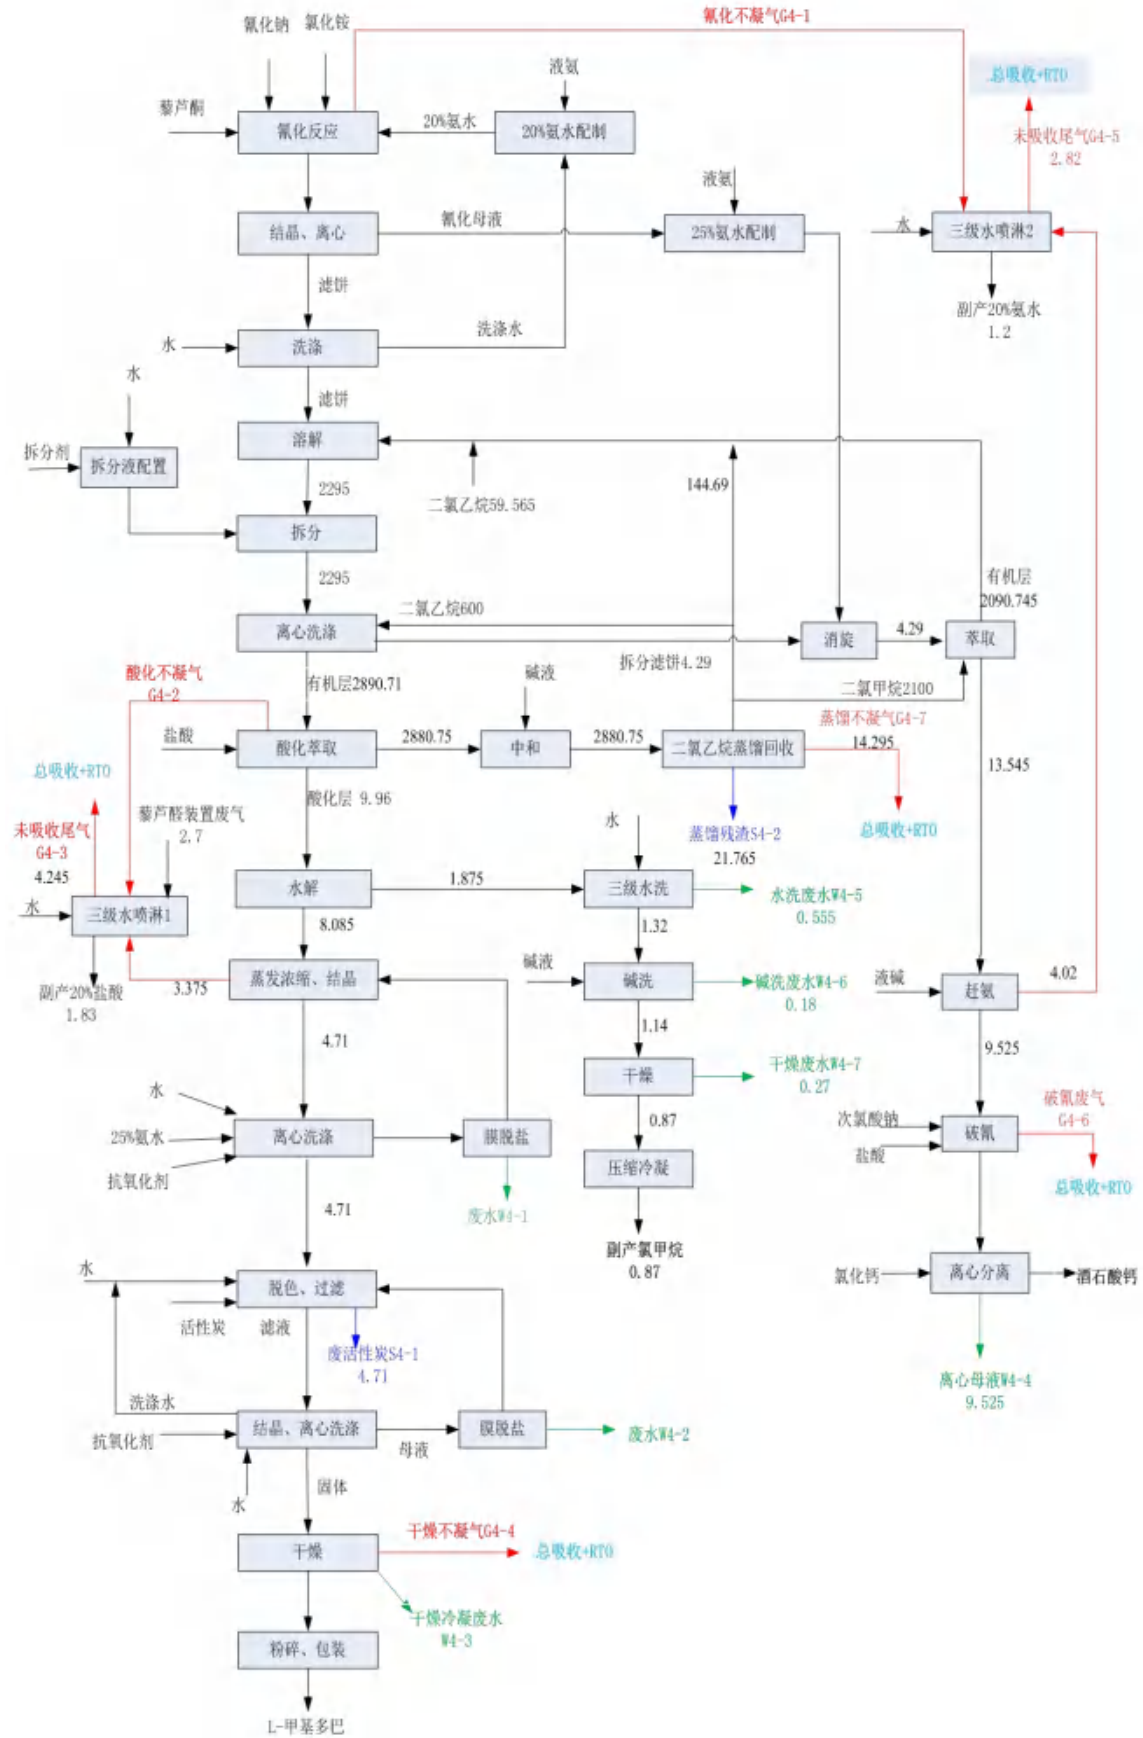 氰化钠
氯化铵
氰化不凝气G4-1
液氨
总吸收+RTO
藜芦酮
氰化反应
20%氨水
20%氨水配制
未吸收尾气G4-5
2.82
液氨
结晶、离心
氰化母液
25%氨水配制
水
三级水喷淋2
滤饼
副产20%氨水
1.2
水
洗涤
洗涤水
水
滤饼
拆分剂
拆分液配置
溶解
2295
二氯乙烷59.565
144.69
拆分
2295
有机层
2090.745
二氯乙烷600
离心洗涤
消旋
4.29
萃取
拆分滤饼4.29
酸化不凝气
G4-2
有机层2890.71
碱液
二氯甲烷2100
蒸馏不凝气G4-7
14.295
盐酸
酸化萃取
2880.75
中和
2880.75
二氯乙烷蒸馏回收
13.545
总吸收+RTO
酸化层 9.96
藜芦醛装置废气
2.7
水
蒸馏残渣S4-2
21.765
总吸收+RTO
未吸收尾气
G4-3
4.245
水
三级水喷淋1
水解
1.875
三级水洗
水洗废水W4-5
0.555
8.085
1.32
副产20%盐酸
1.83
3.375
蒸发浓缩、结晶
碱液
碱洗
碱洗废水W4-6
0.18
液碱
赶氨
4.02
4.71
1.14
9.525
干燥
干燥废水W4-7
0.27
水
25%氨水
抗氧化剂
离心洗涤
膜脱盐
0.87
次氯酸钠
盐酸
破氰
破氰废气
G4-6
压缩冷凝
总吸收+RTO
4.71
废水W4-1
副产氯甲烷
0.87
水
脱色、过滤
氯化钙
离心分离
酒石酸钙
活性炭
滤液
废活性炭S4-1
4.71
离心母液W4-4
9.525
洗涤水
抗氧化剂
结晶、离心洗涤
母液
膜脱盐
废水W4-2
水
固体
干燥不凝气G4-4
干燥
总吸收+RTO
干燥冷凝废水
W4-3
粉碎、包装
L-甲基多巴